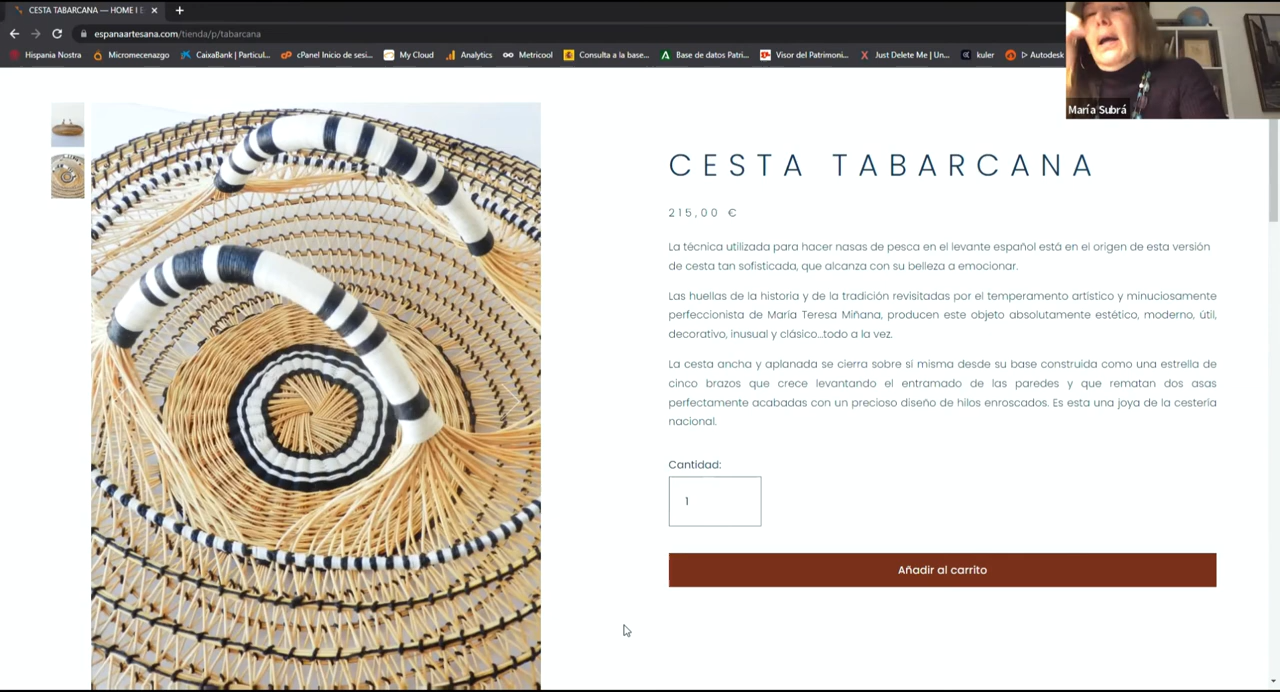 CESTA TABARCANA — HOME I E
espanaartesana.com/tienda/p/tabarcana
Hispania Nostra Micromecenazgo CaixaBank | Particul... cPanel Inicio de sesi... My Cloud Analytics Metricool Consulta a la base... Base de datos Patri... Visor del Patrimoni... Just Delete Me | Un... kuler ▷ Autodesk
María Subrá
CESTA TABARCANA
215,00 €
La técnica utilizada para hacer nasas de pesca en el levante español está en el orígen de esta versión
de cesta tan sofisticada, que alcanza con su belleza a emocionar.
Las huellas de la historia y de la tradición revisitadas por el temperamento artístico y minuciosamente
perfeccionista de Maria Teresa Miñana, producen este objeto absolutamente estético, moderno, útil,
decorativo, inusual y clásico...todo a la vez.
La cesta ancha y aplanada se cierra sobre sí misma desde su base construida como una estrella de
cinco brazos que crece levantando el entramado de las paredes y que rematan dos asas
perfectamente acabadas con un precioso diseño de hilos enroscados. Es esta una joya de la cestería
nacional.
Cantidad:
1
Añadir al carrito